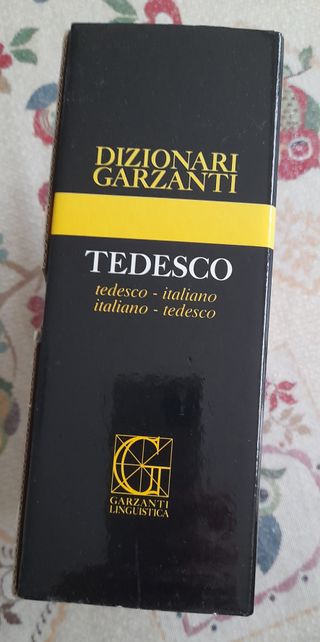 DIZIONARI
GARZANTI
TEDESCO
tedesco - italiano
italiano - tedesco
G
GARZANTI
LINGUISTICA